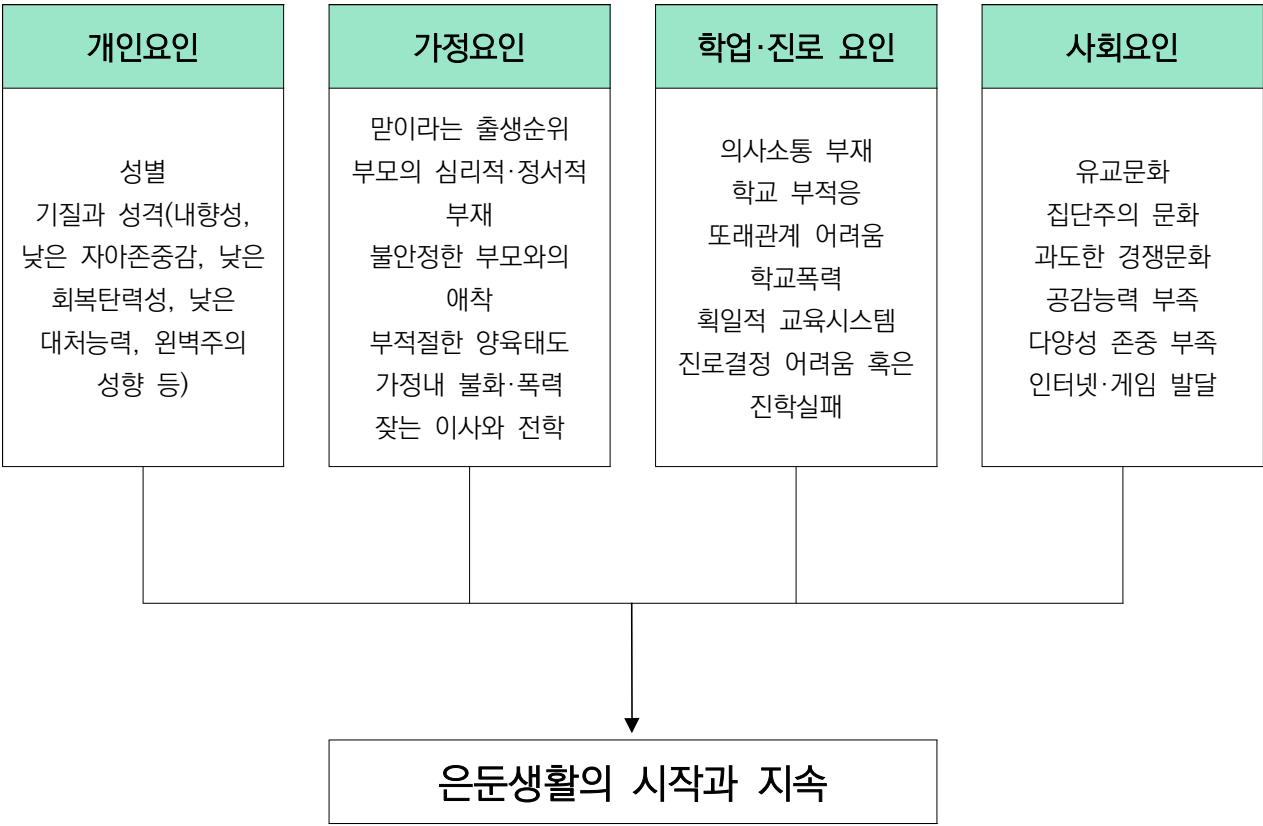 개인요인
성별
기질과 성격(내향성,
낮은 자아존중감, 낮은
회복탄력성, 낮은
대처능력, 왼벽주의
성향 등)
가정요인
맏이라는 출생순위
부모의 심리적·정서적
부재
불안정한 부모와의
애착
부적절한 양육태도
가정내 불화·폭력
잦는 이사와 전학
학업·진로 요인
의사소통 부재
학교 부적응
또래관계 어려움
학교폭력
획일적 교육시스템
진로결정 어려움 혹은
진학실패
사회요인
유교문화
집단주의 문화
과도한 경쟁문화
공감능력 부족
다양성 존중 부족
인터넷·게임 발달
은둔생활의 시작과 지속